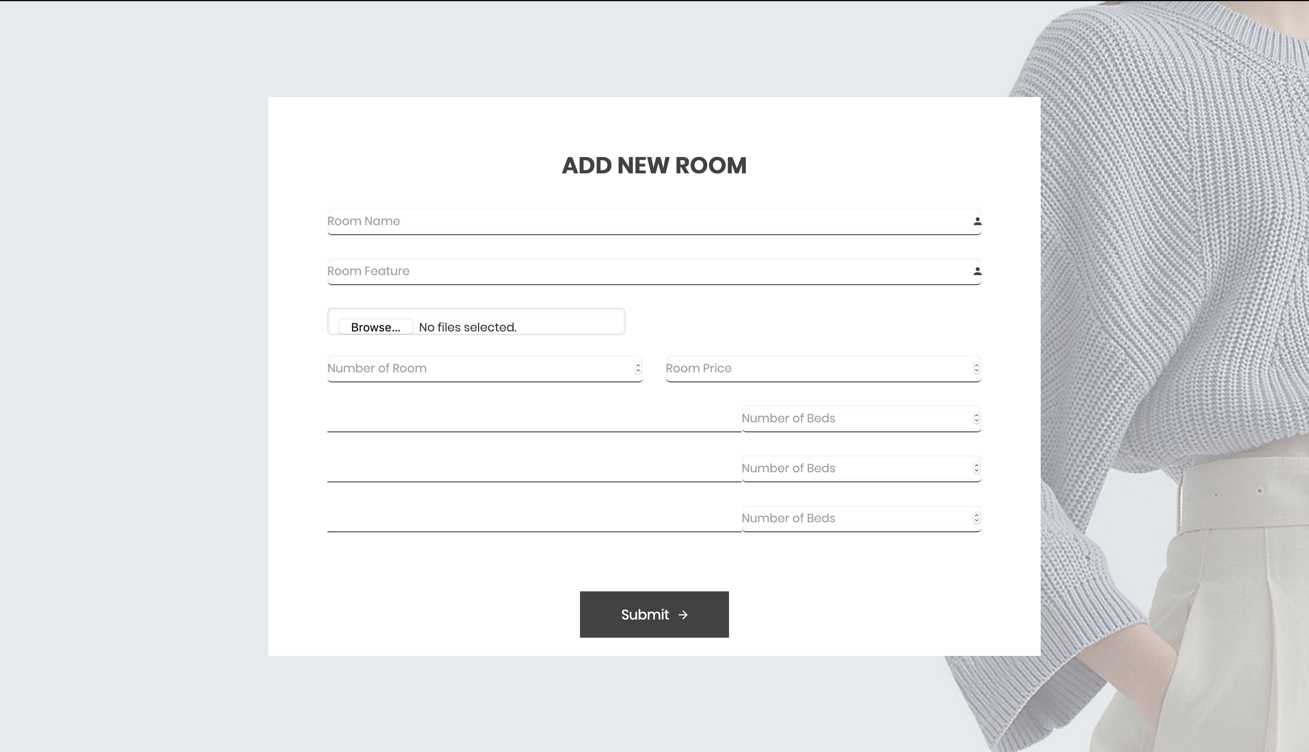 ADD NEW ROOM
Room Name
Room Feature
Browse... No files selected.
Number of Room Room Price
Number of Beds
Number of Beds
Number of Beds
Submit →